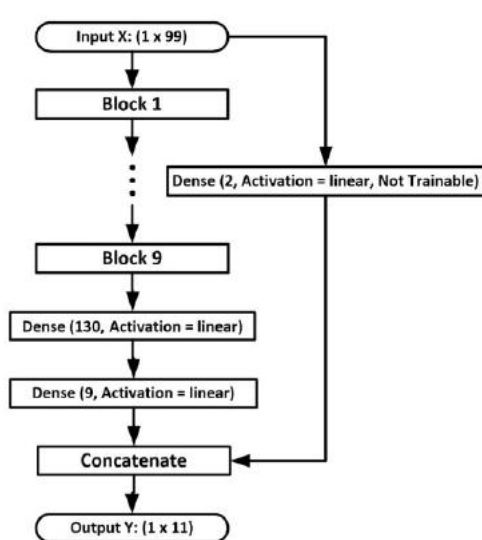 Input X: (1 x 99)
Block 1
Dense (2, Activation = linear, Not Trainable)
Block 9
Dense (130, Activation = linear)
Dense (9, Activation = linear)
Concatenate
Output Y: (1 x 11)